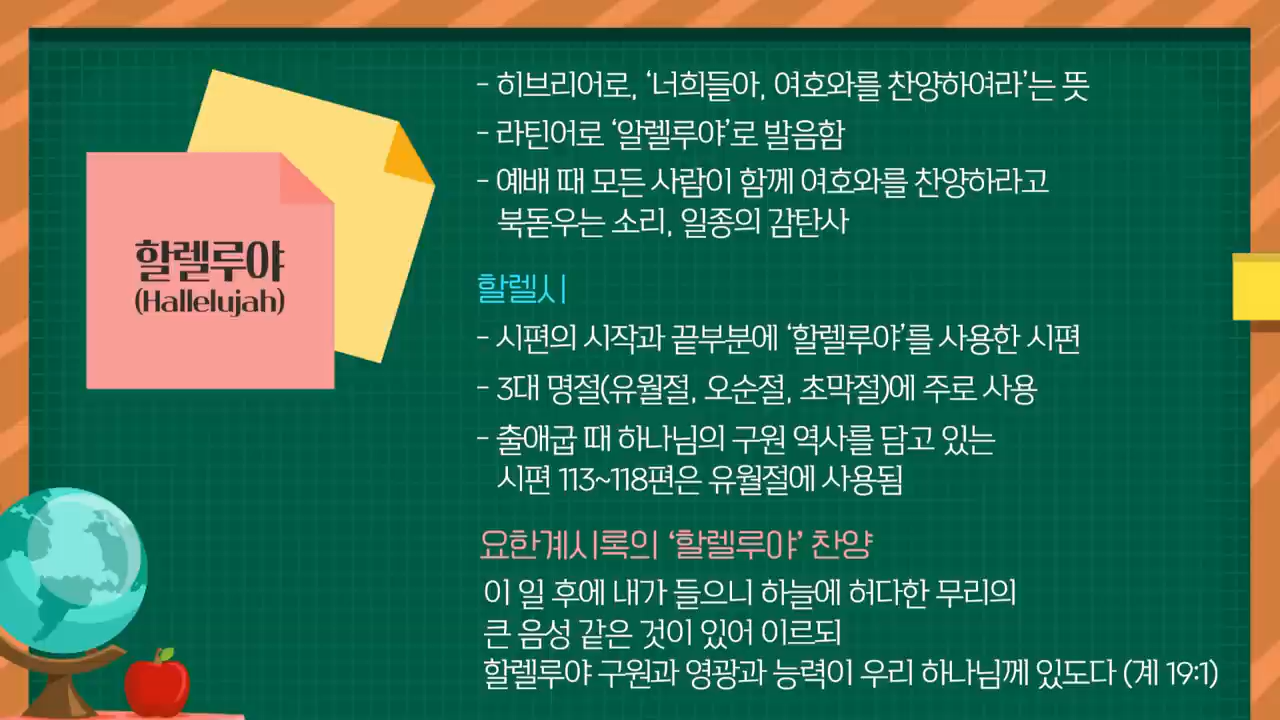 할렐루야
(Hallelujah)
- 히브리어로, ‘너희들아, 여호와를 찬양하여라’는 뜻
- 라틴어로 ‘알렐루야’로 발음함
- 예배 때 모든 사람이 함께 여호와를 찬양하라고
북돋우는 소리, 일종의 감탄사
할렐시
- 시편의 시작과 끝부분에 ‘할렐루야’를 사용한 시편
- 3대 명절(유월절, 오순절, 초막절)에 주로 사용
- 출애굽 때 하나님의 구원 역사를 담고 있는
시편 113~118편은 유월절에 사용됨
요한계시록의 ‘할렐루야’ 찬양
이 일 후에 내가 들으니 하늘에 허다한 무리의
큰 음성 같은 것이 있어 이르되
할렐루야 구원과 영광과 능력이 우리 하나님께 있도다 (계 19:1)